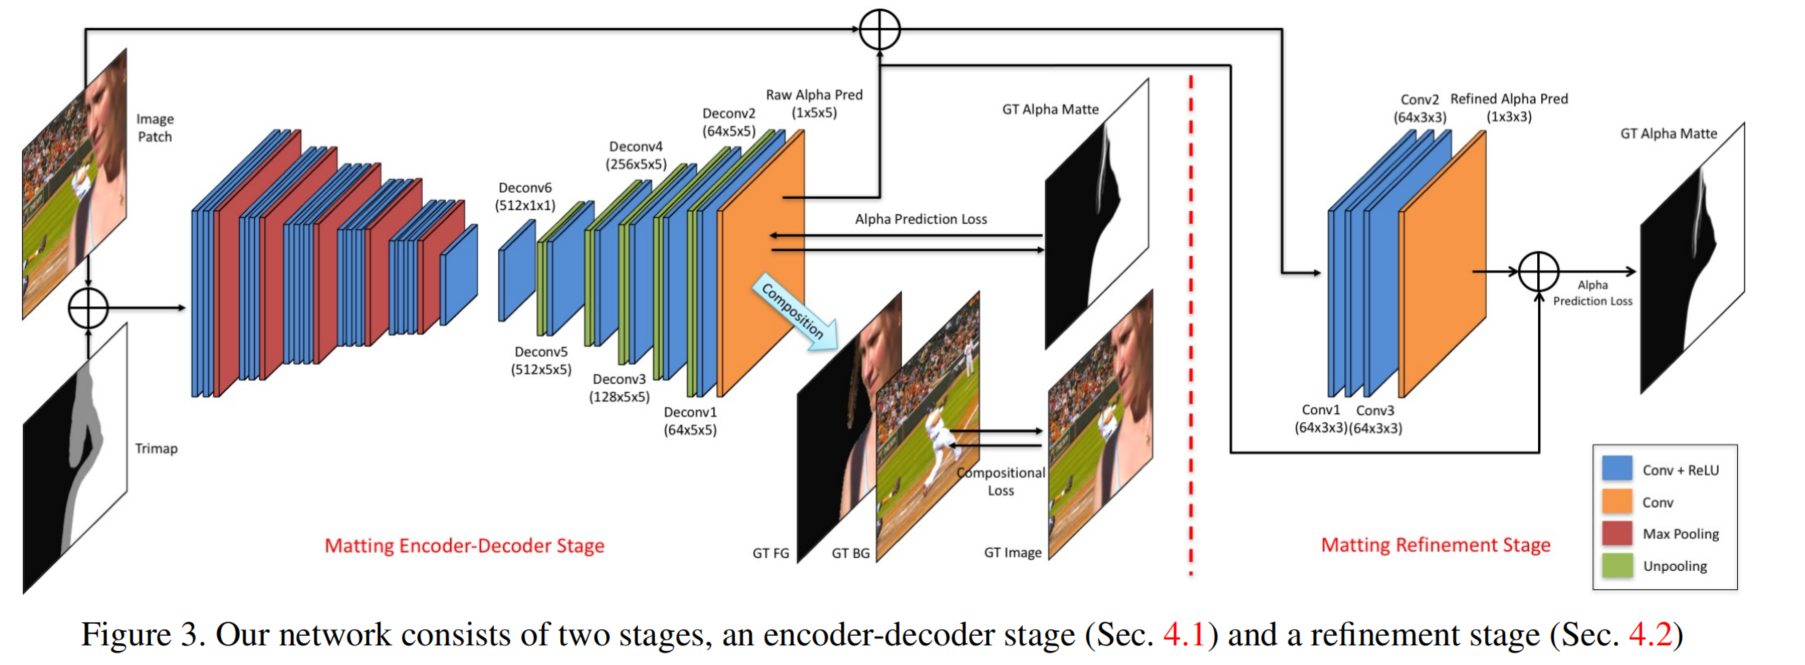 Image
Patch
Trimap
Deconv6
(512x1x1)
Deconv5
(512x5x5)
Deconv4
(256x5x5)
Deconv3
(128x5x5)
Deconv2
(64x5x5)
Deconv1
(64x5x5)
Raw Alpha Pred
(1x5x5)
Alpha Prediction Loss
GT Alpha Matte
Composition
GT FG
GT BG
Compositional
Loss
GT Image
Matting Encoder-Decoder Stage
Conv1
(64x3x3)
Conv2
(64x3x3)
Conv3
(64x3x3)
Refined Alpha Pred
(1x3x3)
GT Alpha Matte
Alpha
Prediction Loss
Matting Refinement Stage
Conv + ReLU
Conv
Max Pooling
Unpooling
Figure 3. Our network consists of two stages, an encoder-decoder stage (Sec. 4.1) and a refinement stage (Sec. 4.2)